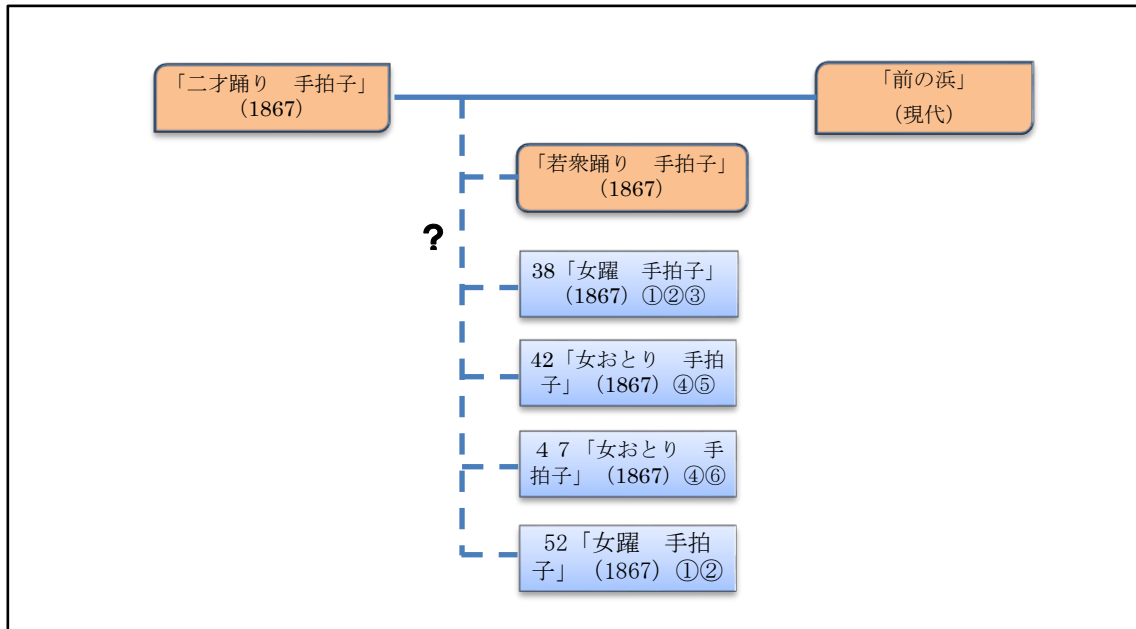 「二才踊り　手拍子」
(1867)
「前の浜」
（現代）
「若衆踊り　手拍子」
（1867）
?
38「女躍　手拍子」
（1867）①②③
42「女おとり　手拍
子」（1867）④⑤
４７「女おとり　手
拍子」（1867）④⑥
52「女躍　手拍
子」（1867）①②